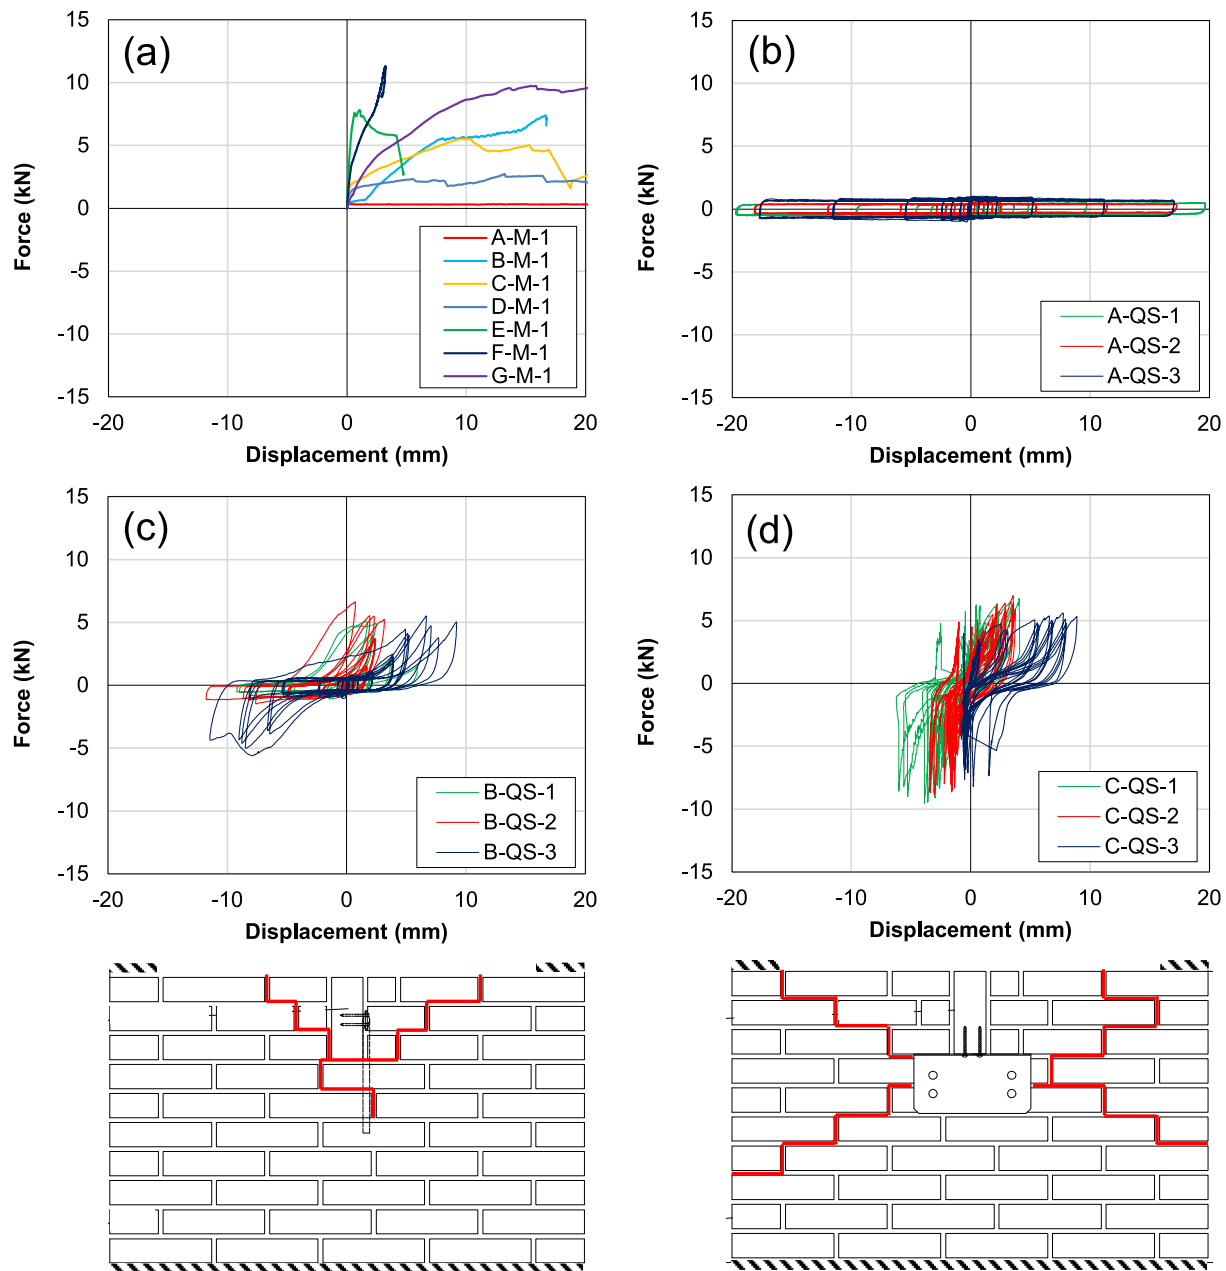 (a)
15
10
5
0
-5
-10
-15
Force (kN)
A-M-1
B-M-1
C-M-1
D-M-1
E-M-1
F-M-1
G-M-1
-20 -10 0 10 20
Displacement (mm)
(b)
15
10
5
0
-5
-10
-15
Force (kN)
A-QS-1
A-QS-2
A-QS-3
-20 -10 0 10 20
Displacement (mm)
(c)
15
10
5
0
-5
-10
-15
Force (kN)
B-QS-1
B-QS-2
B-QS-3
-20 -10 0 10 20
Displacement (mm)
(d)
15
10
5
0
-5
-10
-15
Force (kN)
C-QS-1
C-QS-2
C-QS-3
-20 -10 0 10 20
Displacement (mm)